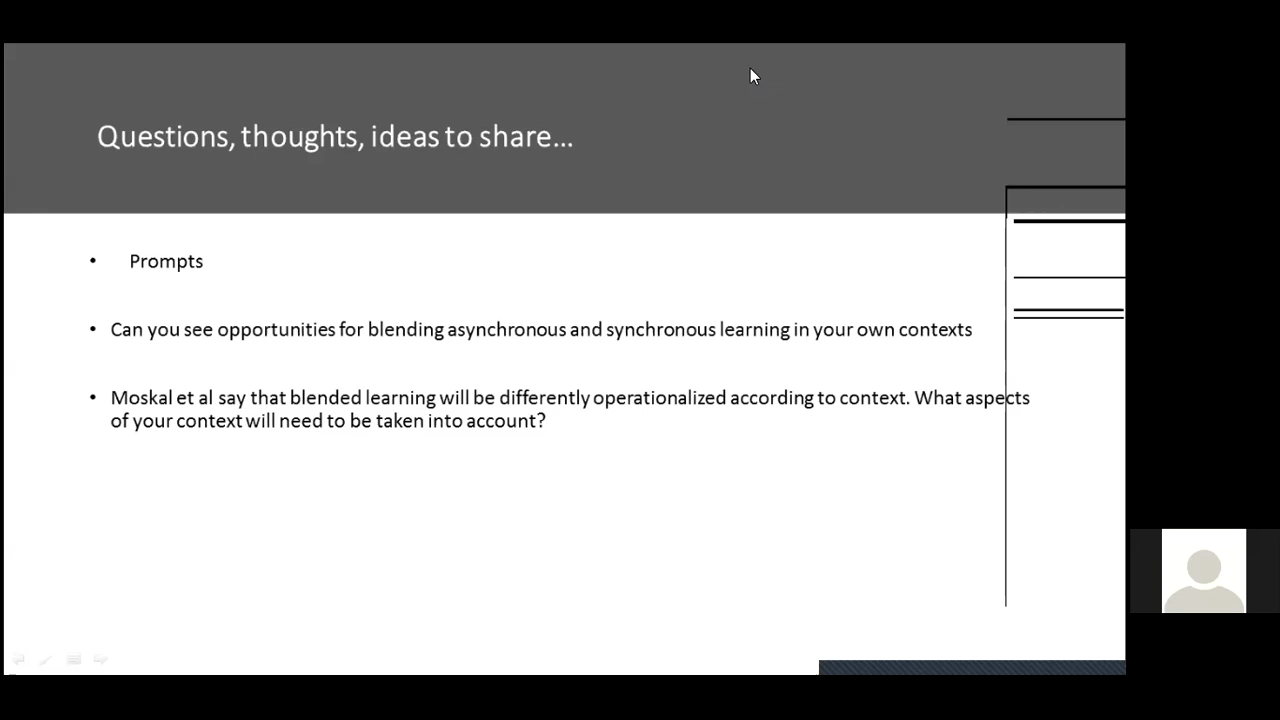 Questions, thoughts, ideas to share...
• Prompts
• Can you see opportunities for blending asynchronous and synchronous learning in your own contexts
• Moskal et al say that blended learning will be differently operationalized according to context. What aspects
of your context will need to be taken into account?